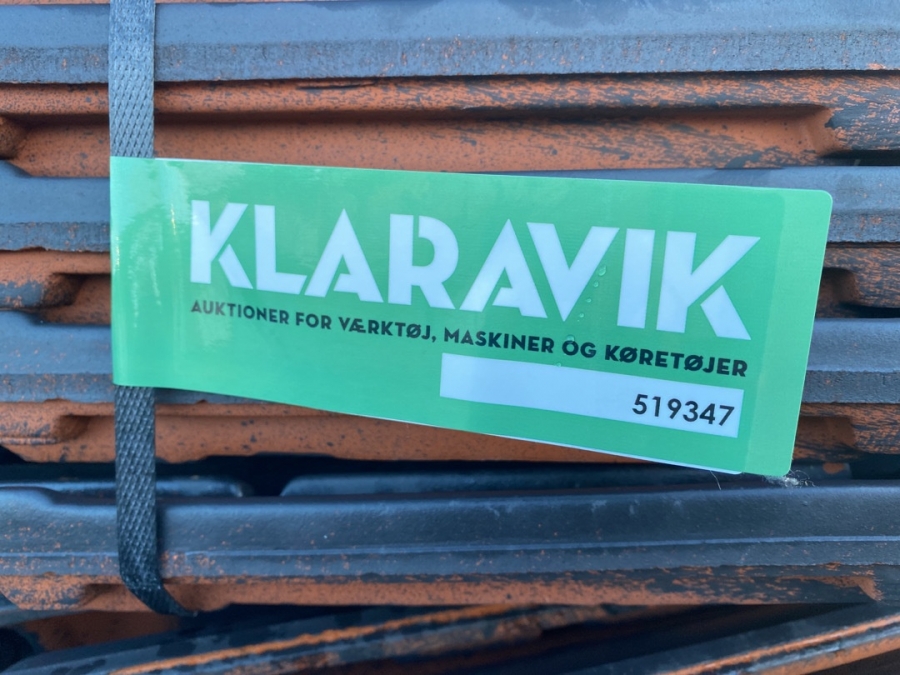 KLARAVIK
AUKTIONER FOR VÆRKTØJ, MASKINER OG KØRETØJER
519347